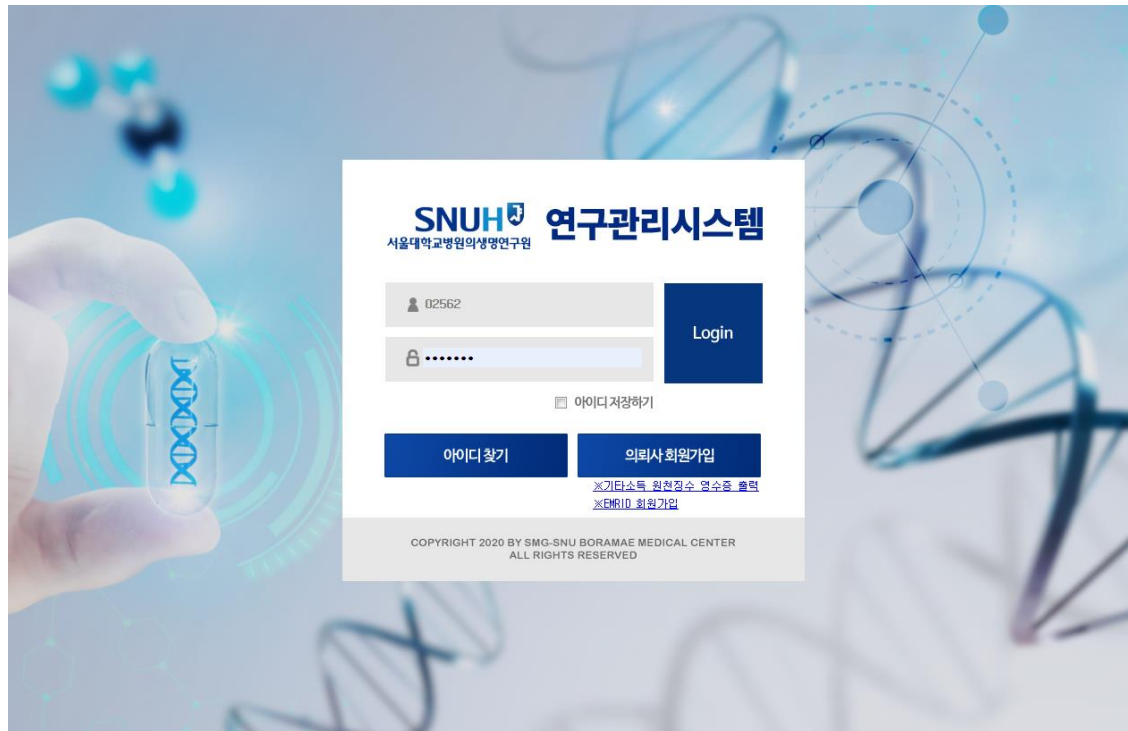 SNUH
서울대학교병원의생명연구원
연구관리시스템
02562
•••••••
Login
아이디 저장하기
아이디 찾기
의뢰사 회원가입
※기타소득 원천징수 영수증 출력
※EMRID 회원가입
COPYRIGHT 2020 BY SMG-SNU BORAMAE MEDICAL CENTER
ALL RIGHTS RESERVED